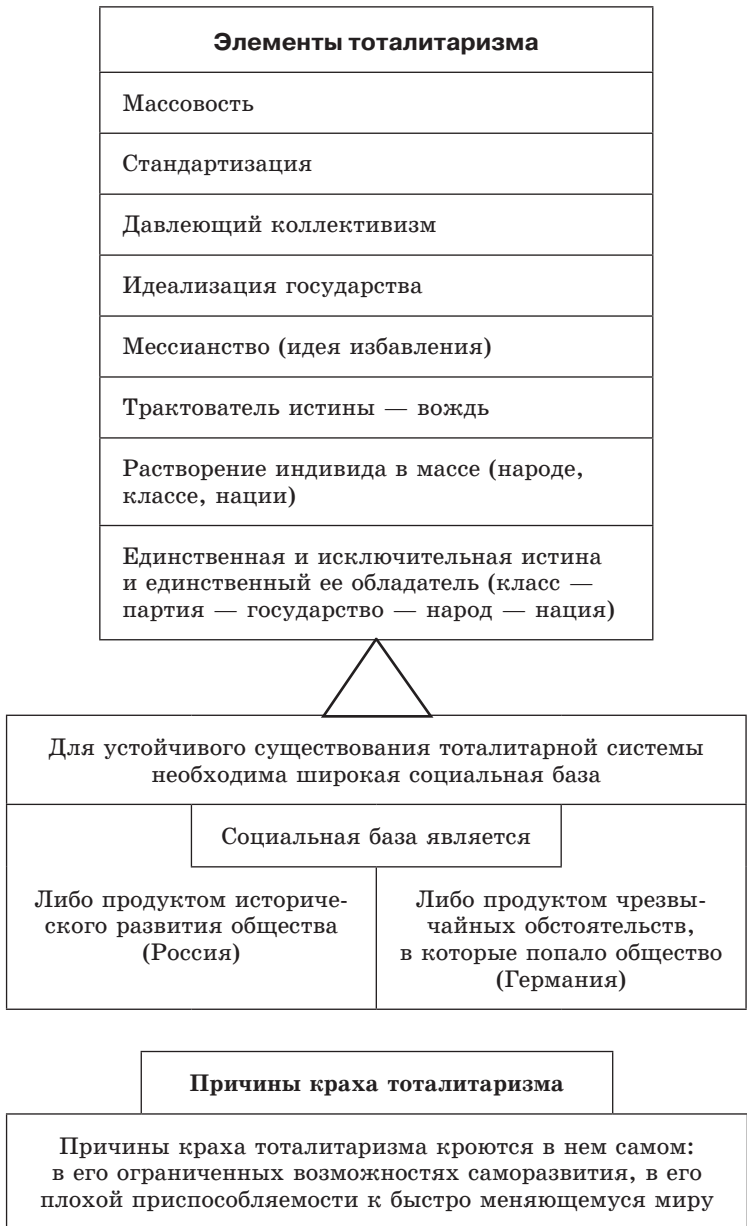 Элементы тоталитаризма
Массовость
Стандартизация
Давлеющий коллективизм
Идеализация государства
Мессианство (идея избавления)
Трактователь истины — вождь
Растворение индивида в массе (народе,
классе, нации)
Единственная и исключительная истина
и единственный ее обладатель (класс —
партия — государство — народ — нация)
Для устойчивого существования тоталитарной системы
необходима широкая социальная база
Социальная база является
Либо продуктом историче-
ского развития общества
(Россия)
Либо продуктом чрезвы-
чайных обстоятельств,
в которые попало общество
(Германия)
Причины краха тоталитаризма
Причины краха тоталитаризма кроются в нем самом:
в его ограниченных возможностях саморазвития, в его
плохой приспособляемости к быстро меняющемуся миру